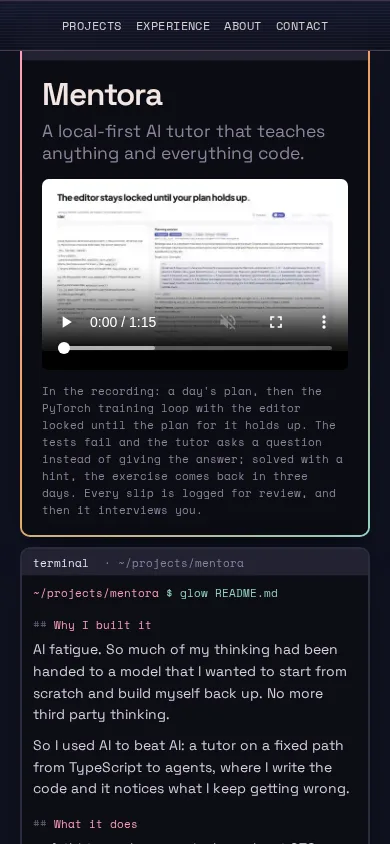 PROJECTS EXPERIENCE ABOUT CONTACT
Mentora
A local-first AI tutor that teaches
anything and everything code.
The editor stays locked until your plan holds up.
0:00 / 1:15
In the recording: a day's plan, then the
PyTorch training loop with the editor
locked until the plan for it holds up. The
tests fail and the tutor asks a question
instead of giving the answer; solved with a
hint, the exercise comes back in three
days. Every slip is logged for review, and
then it interviews you.
terminal · ~/projects/mentora
~/projects/mentora $ glow README.md
## Why I built it
AI fatigue. So much of my thinking had been
handed to a model that I wanted to start from
scratch and build myself back up. No more
third party thinking.
So I used AI to beat AI: a tutor on a fixed path
from TypeScript to agents, where I write the
code and it notices what I keep getting wrong.
## What it does